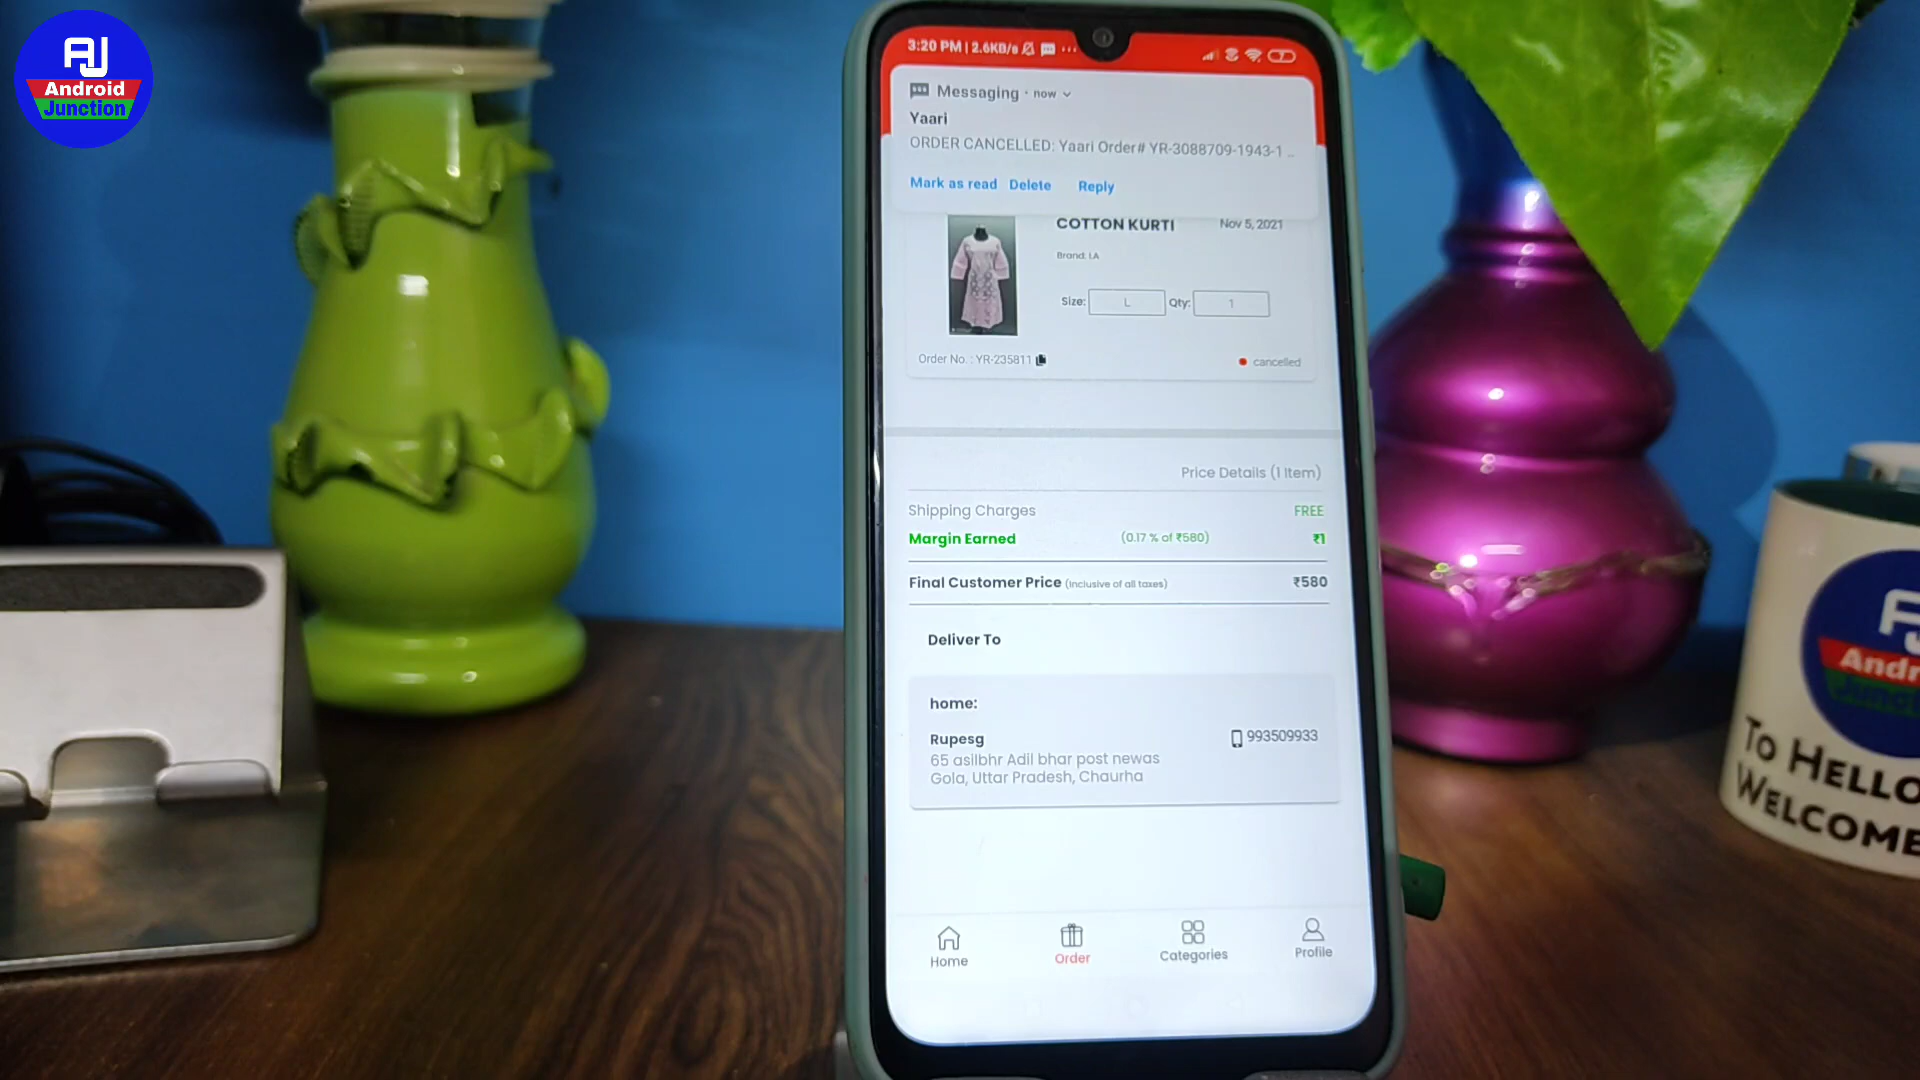 AJ
Android
Junction
3:20 PM | 2.6KB/s
Messaging · now
Yaari
ORDER CANCELLED: Yaari Order# YR-3088709-1943-1 ...
Mark as read Delete Reply
COTTON KURTI Nov 5, 2021
Brand: LA
Size: L Qty: 1
Order No. : YR-235811 cancelled
Price Details (1 Item)
Shipping Charges FREE
Margin Earned (0.17 % of ₹580) ₹1
Final Customer Price (Inclusive of all taxes) ₹580
Deliver To
home:
Rupesg 993509933
65 asilbhr Adil bhar post newas
Gola, Uttar Pradesh, Chaurha
Home Order Categories Profile
Andr
Junc
To HELLO
WELCOME